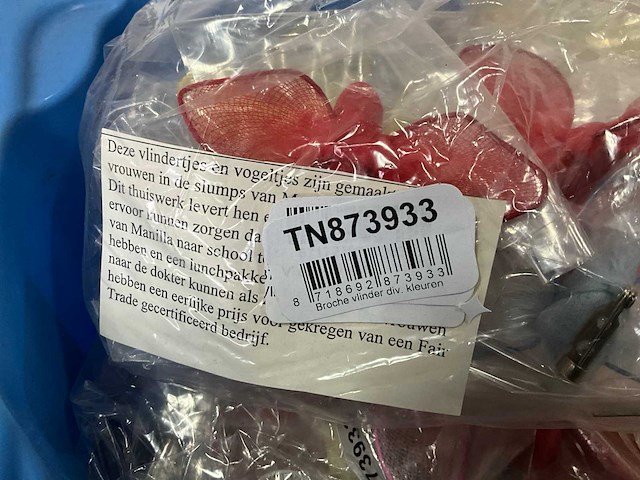 Deze vlindertjes en vogeltjes zijn gemaakt
vrouwen in de slumps van
Dit thuiswerk levert hen
ervoor kunnen zorgen
van Manilla naar school
hebben en een lunchpakke
naar de dokter kunnen als
hebben een eerlijke prijs voor gekregen van een Fair
Trade gecertificeerd bedrijf.
TN873933
8 718692 873933
Broche vlinder div. kleuren